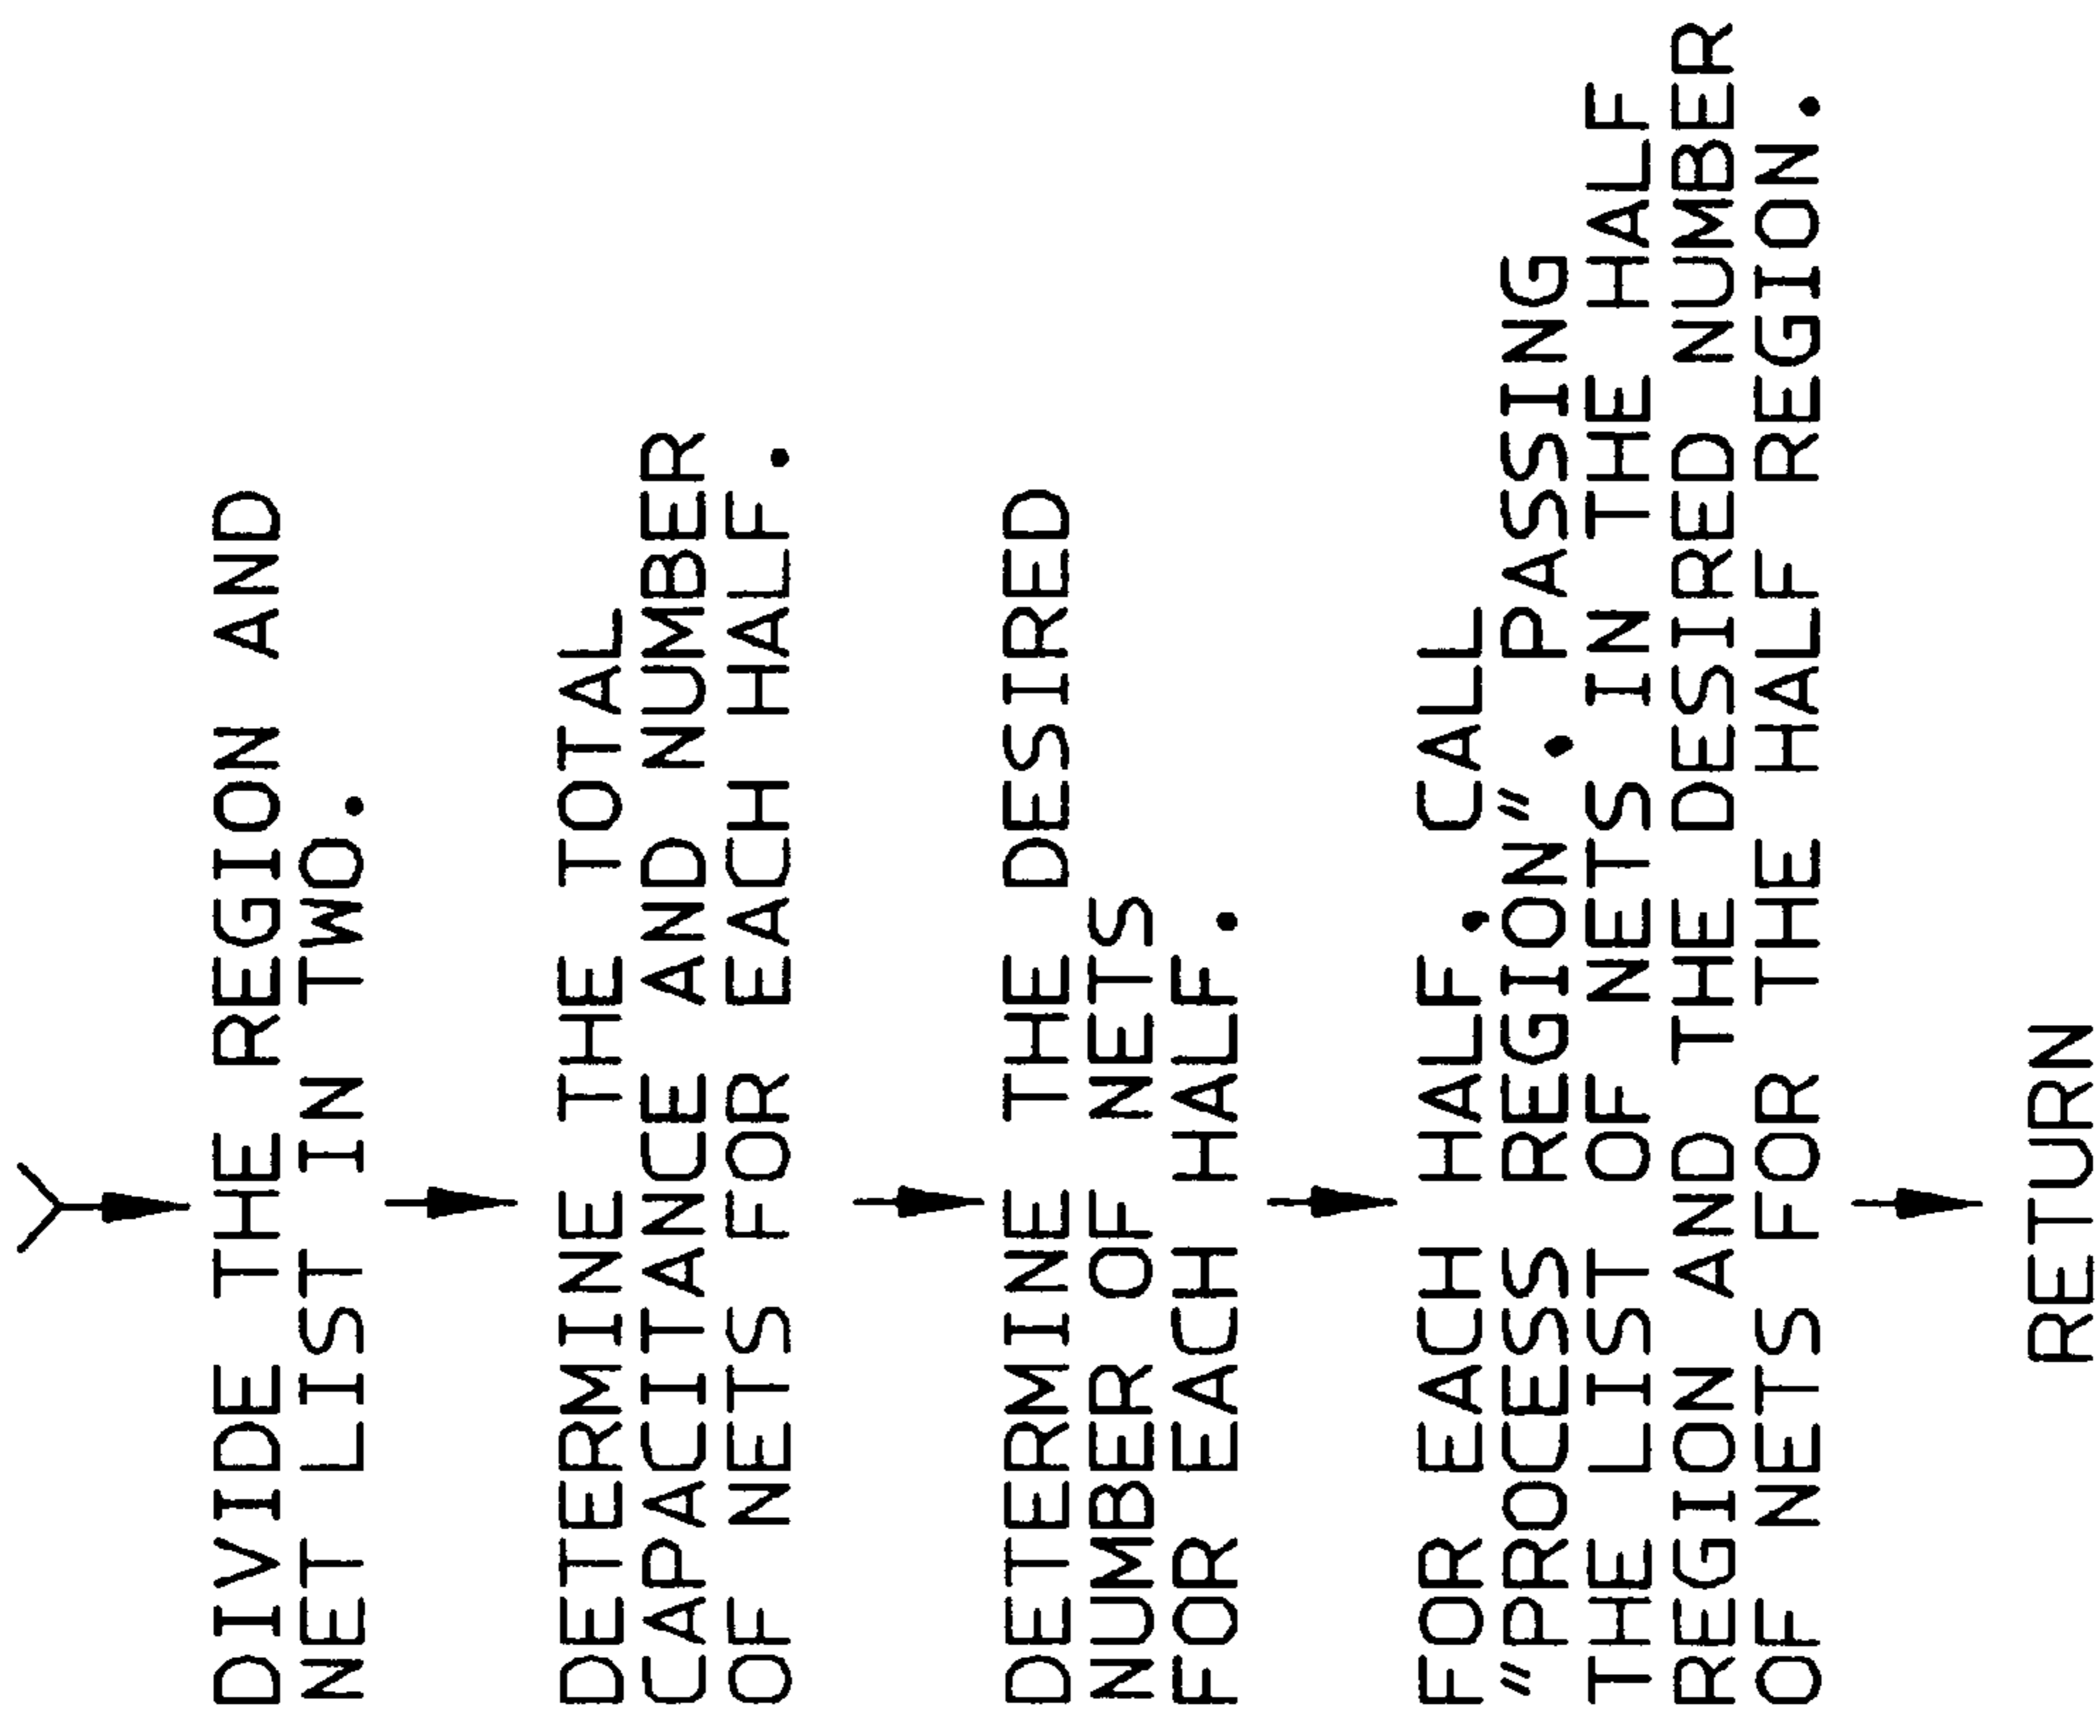 DIVIDE THE REGION AND
NET LIST IN TWO.
DETERMINE THE TOTAL
CAPACITANCE AND NUMBER
OF NETS FOR EACH HALF.
DETERMINE THE DESIRED
NUMBER OF NETS
FOR EACH HALF.
FOR EACH HALF, CALL
"PROCESS REGION". PASSING
THE LIST OF NETS IN THE HALF
REGION AND THE DESIRED NUMBER
OF NETS FOR THE HALF REGION.
RETURN